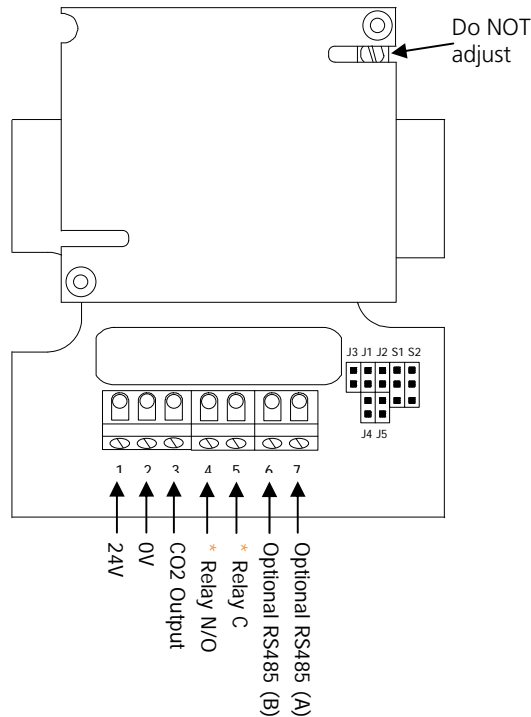 Do NOT
adjust
J3 J1 J2 S1 S2
J4 J5
1 2 3 4 5 6 7
24V
0V
CO2 Output
* Relay N/O
* Relay C
Optional RS485 (B)
Optional RS485 (A)